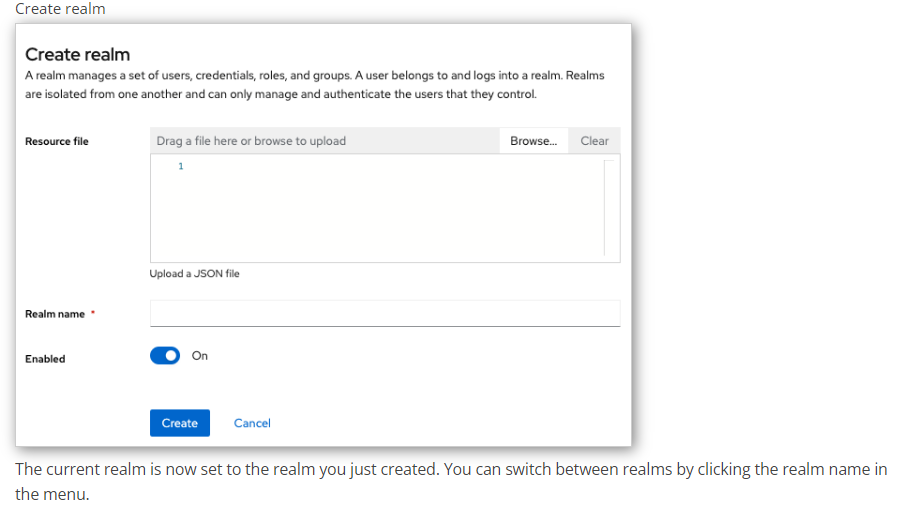 Create realm
Create realm
A realm manages a set of users, credentials, roles, and groups. A user belongs to and logs into a realm. Realms
are isolated from one another and can only manage and authenticate the users that they control.
Resource file
Drag a file here or browse to upload
Browse...
Clear
1
Upload a JSON file
Realm name *
Enabled
On
Create
Cancel
The current realm is now set to the realm you just created. You can switch between realms by clicking the realm name in
the menu.